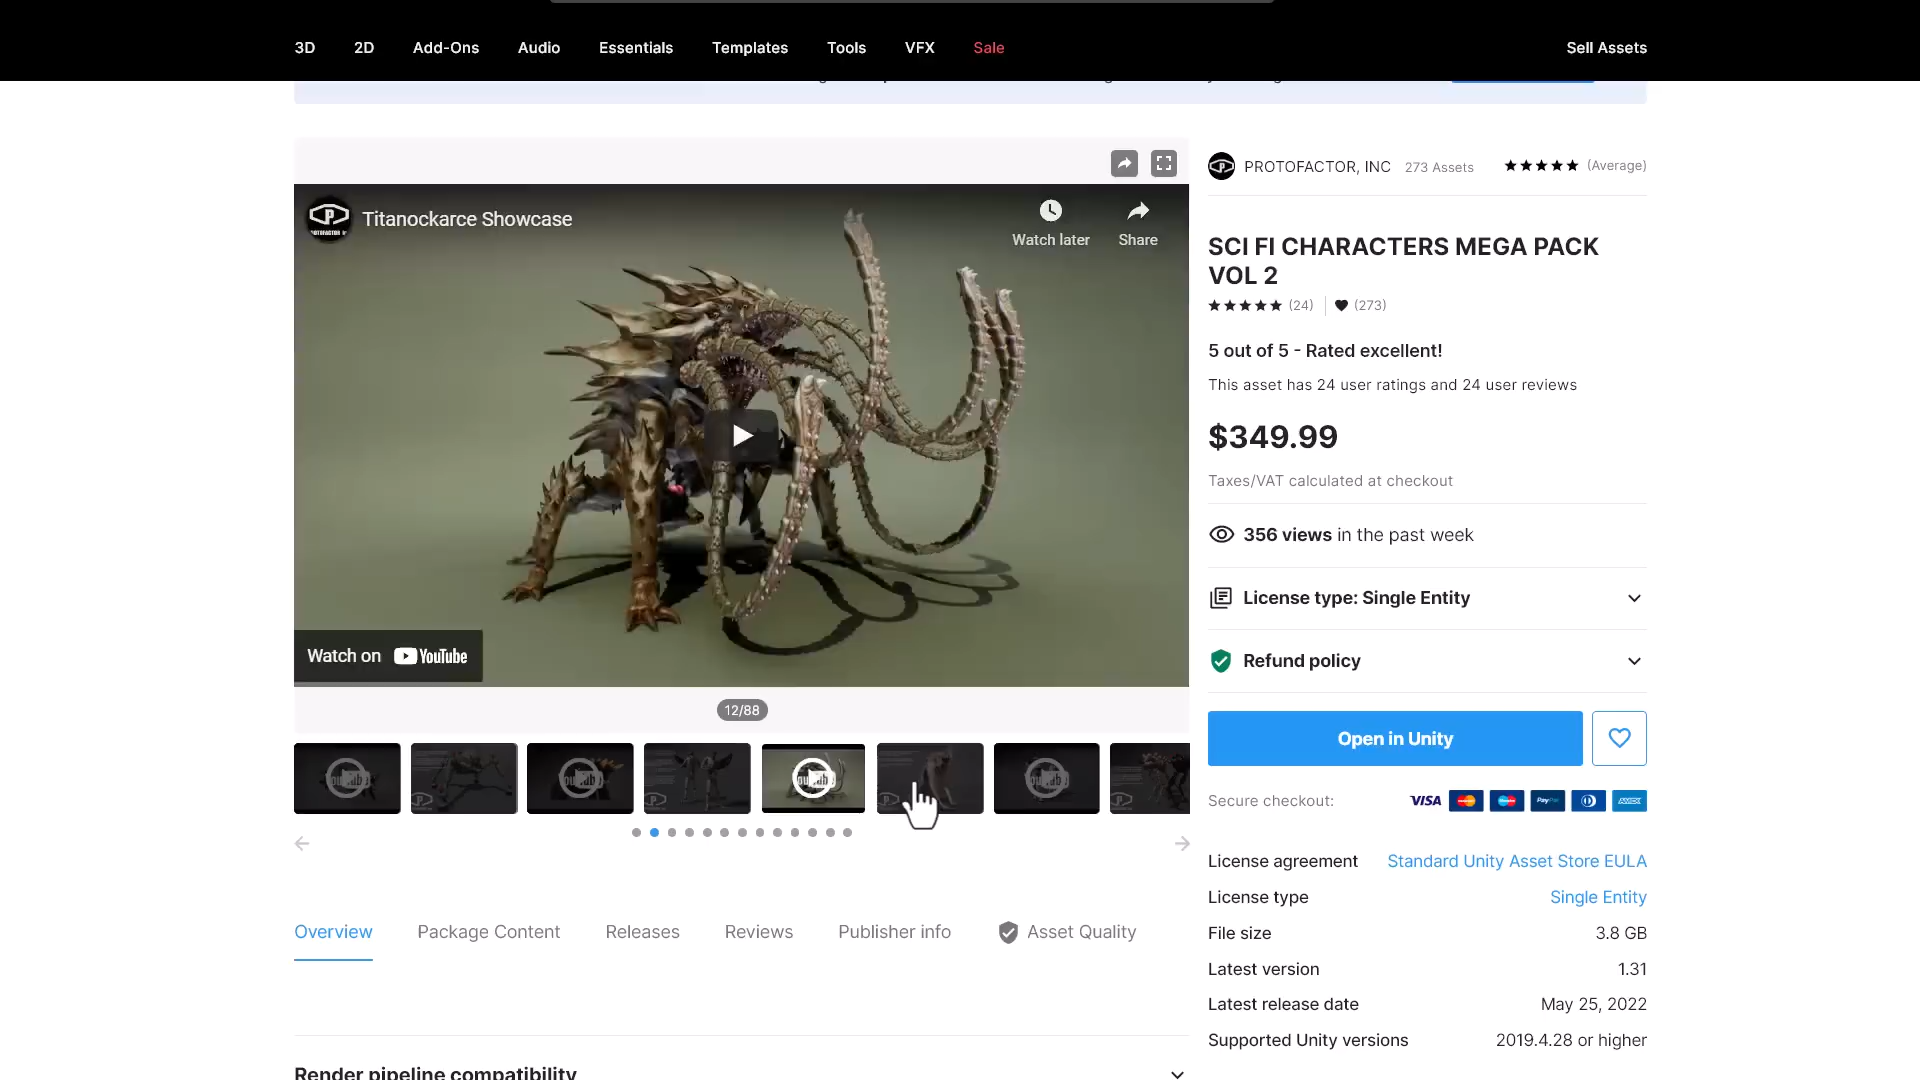 3D 2D Add-Ons Audio Essentials Templates Tools VFX Sale Sell Assets
Titanockarce Showcase
Watch later Share
Watch on YouTube
12/88
PROTOFACTOR, INC 273 Assets (Average)
SCI FI CHARACTERS MEGA PACK
VOL 2
(24) (273)
5 out of 5 - Rated excellent!
This asset has 24 user ratings and 24 user reviews
$349.99
Taxes/VAT calculated at checkout
356 views in the past week
License type: Single Entity
Refund policy
Open in Unity
Secure checkout: VISA PayPal AMEX
License agreement Standard Unity Asset Store EULA
License type Single Entity
File size 3.8 GB
Latest version 1.31
Latest release date May 25, 2022
Supported Unity versions 2019.4.28 or higher
Overview Package Content Releases Reviews Publisher info Asset Quality
Render pipeline compatibility